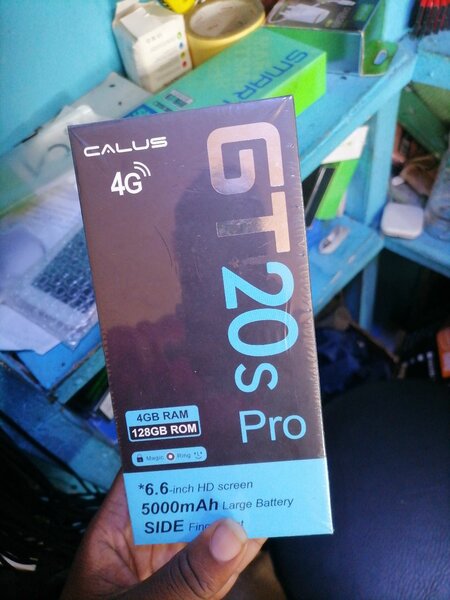 CALUS
4G
GT 20s Pro
4GB RAM
128GB ROM
Magic Ring
*6.6-inch HD screen
5000mAh Large Battery
SIDE
SMART